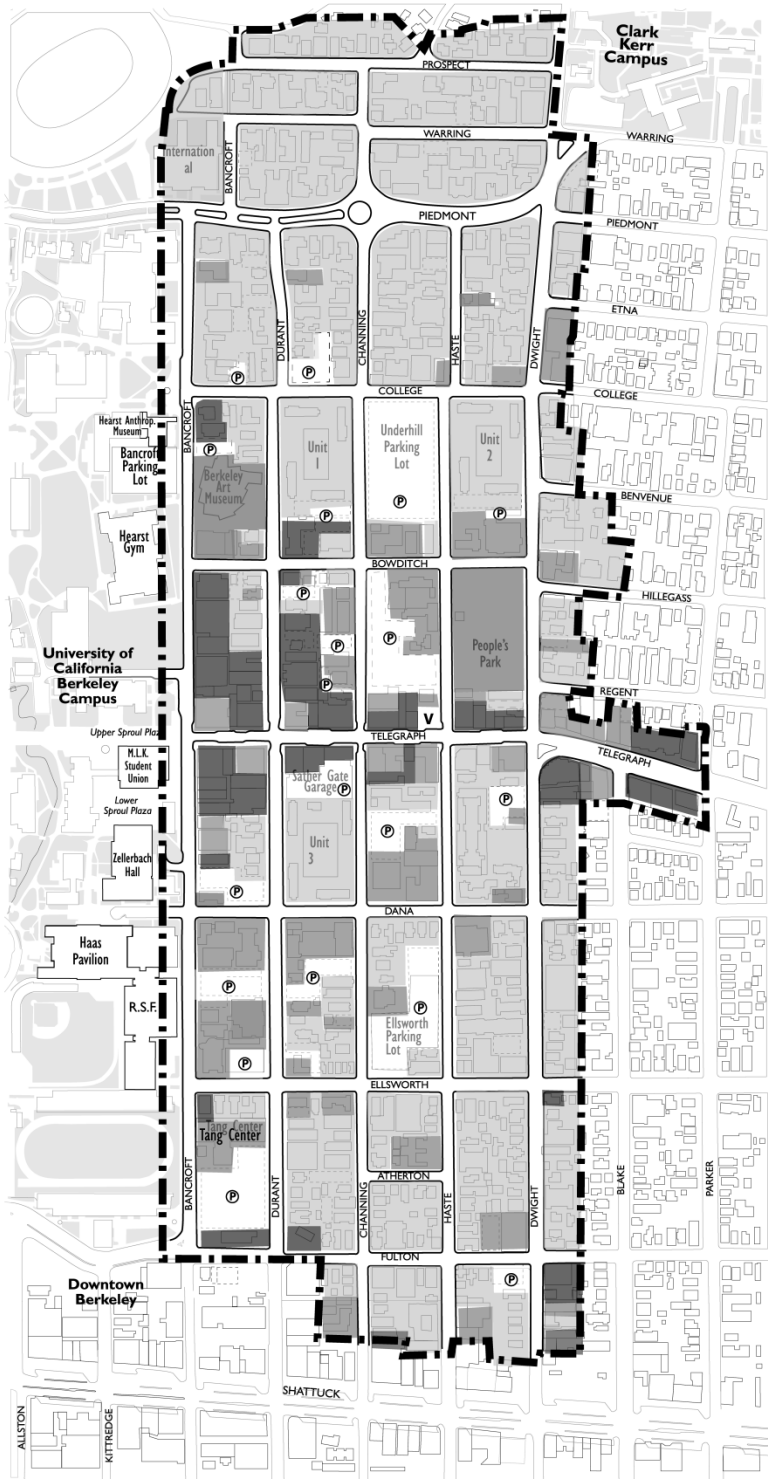 Clark
Kerr
Campus
PROSPECT
WARRING
WARRING
Internation
al
BANCROFT
PIEDMONT
PIEDMONT
ETNA
DURANT
CHANNING
HASTE
DWIGHT
P
P
COLLEGE
COLLEGE
BANCROFT
Hearst Anthrop.
Museum
Bancroft
Parking
Lot
P
Berkeley
Art
Museum
Unit
1
P
Underhill
Parking
Lot
P
Unit
2
P
BENVENUE
Hearst
Gym
BOWDITCH
HILLEGASS
P
P
P
P
People's
Park
University of
California
Berkeley
Campus
REGENT
V
TELEGRAPH
TELEGRAPH
Upper Sproul Plaz
M.L.K.
Student
Union
Lower
Sproul Plaza
Sather Gate
Garage
P
P
P
Unit
3
Zellerbach
Hall
P
DANA
Haas
Pavilion
R.S.F.
P
P
P
Ellsworth
Parking
Lot
P
ELLSWORTH
Tang Center
Tang Center
P
ATHERTON
BANCROFT
DURANT
CHANNING
HASTE
DWIGHT
BLAKE
PARKER
FULTON
Downtown
Berkeley
P
SHATTUCK
ALLSTON
KITTREDGE